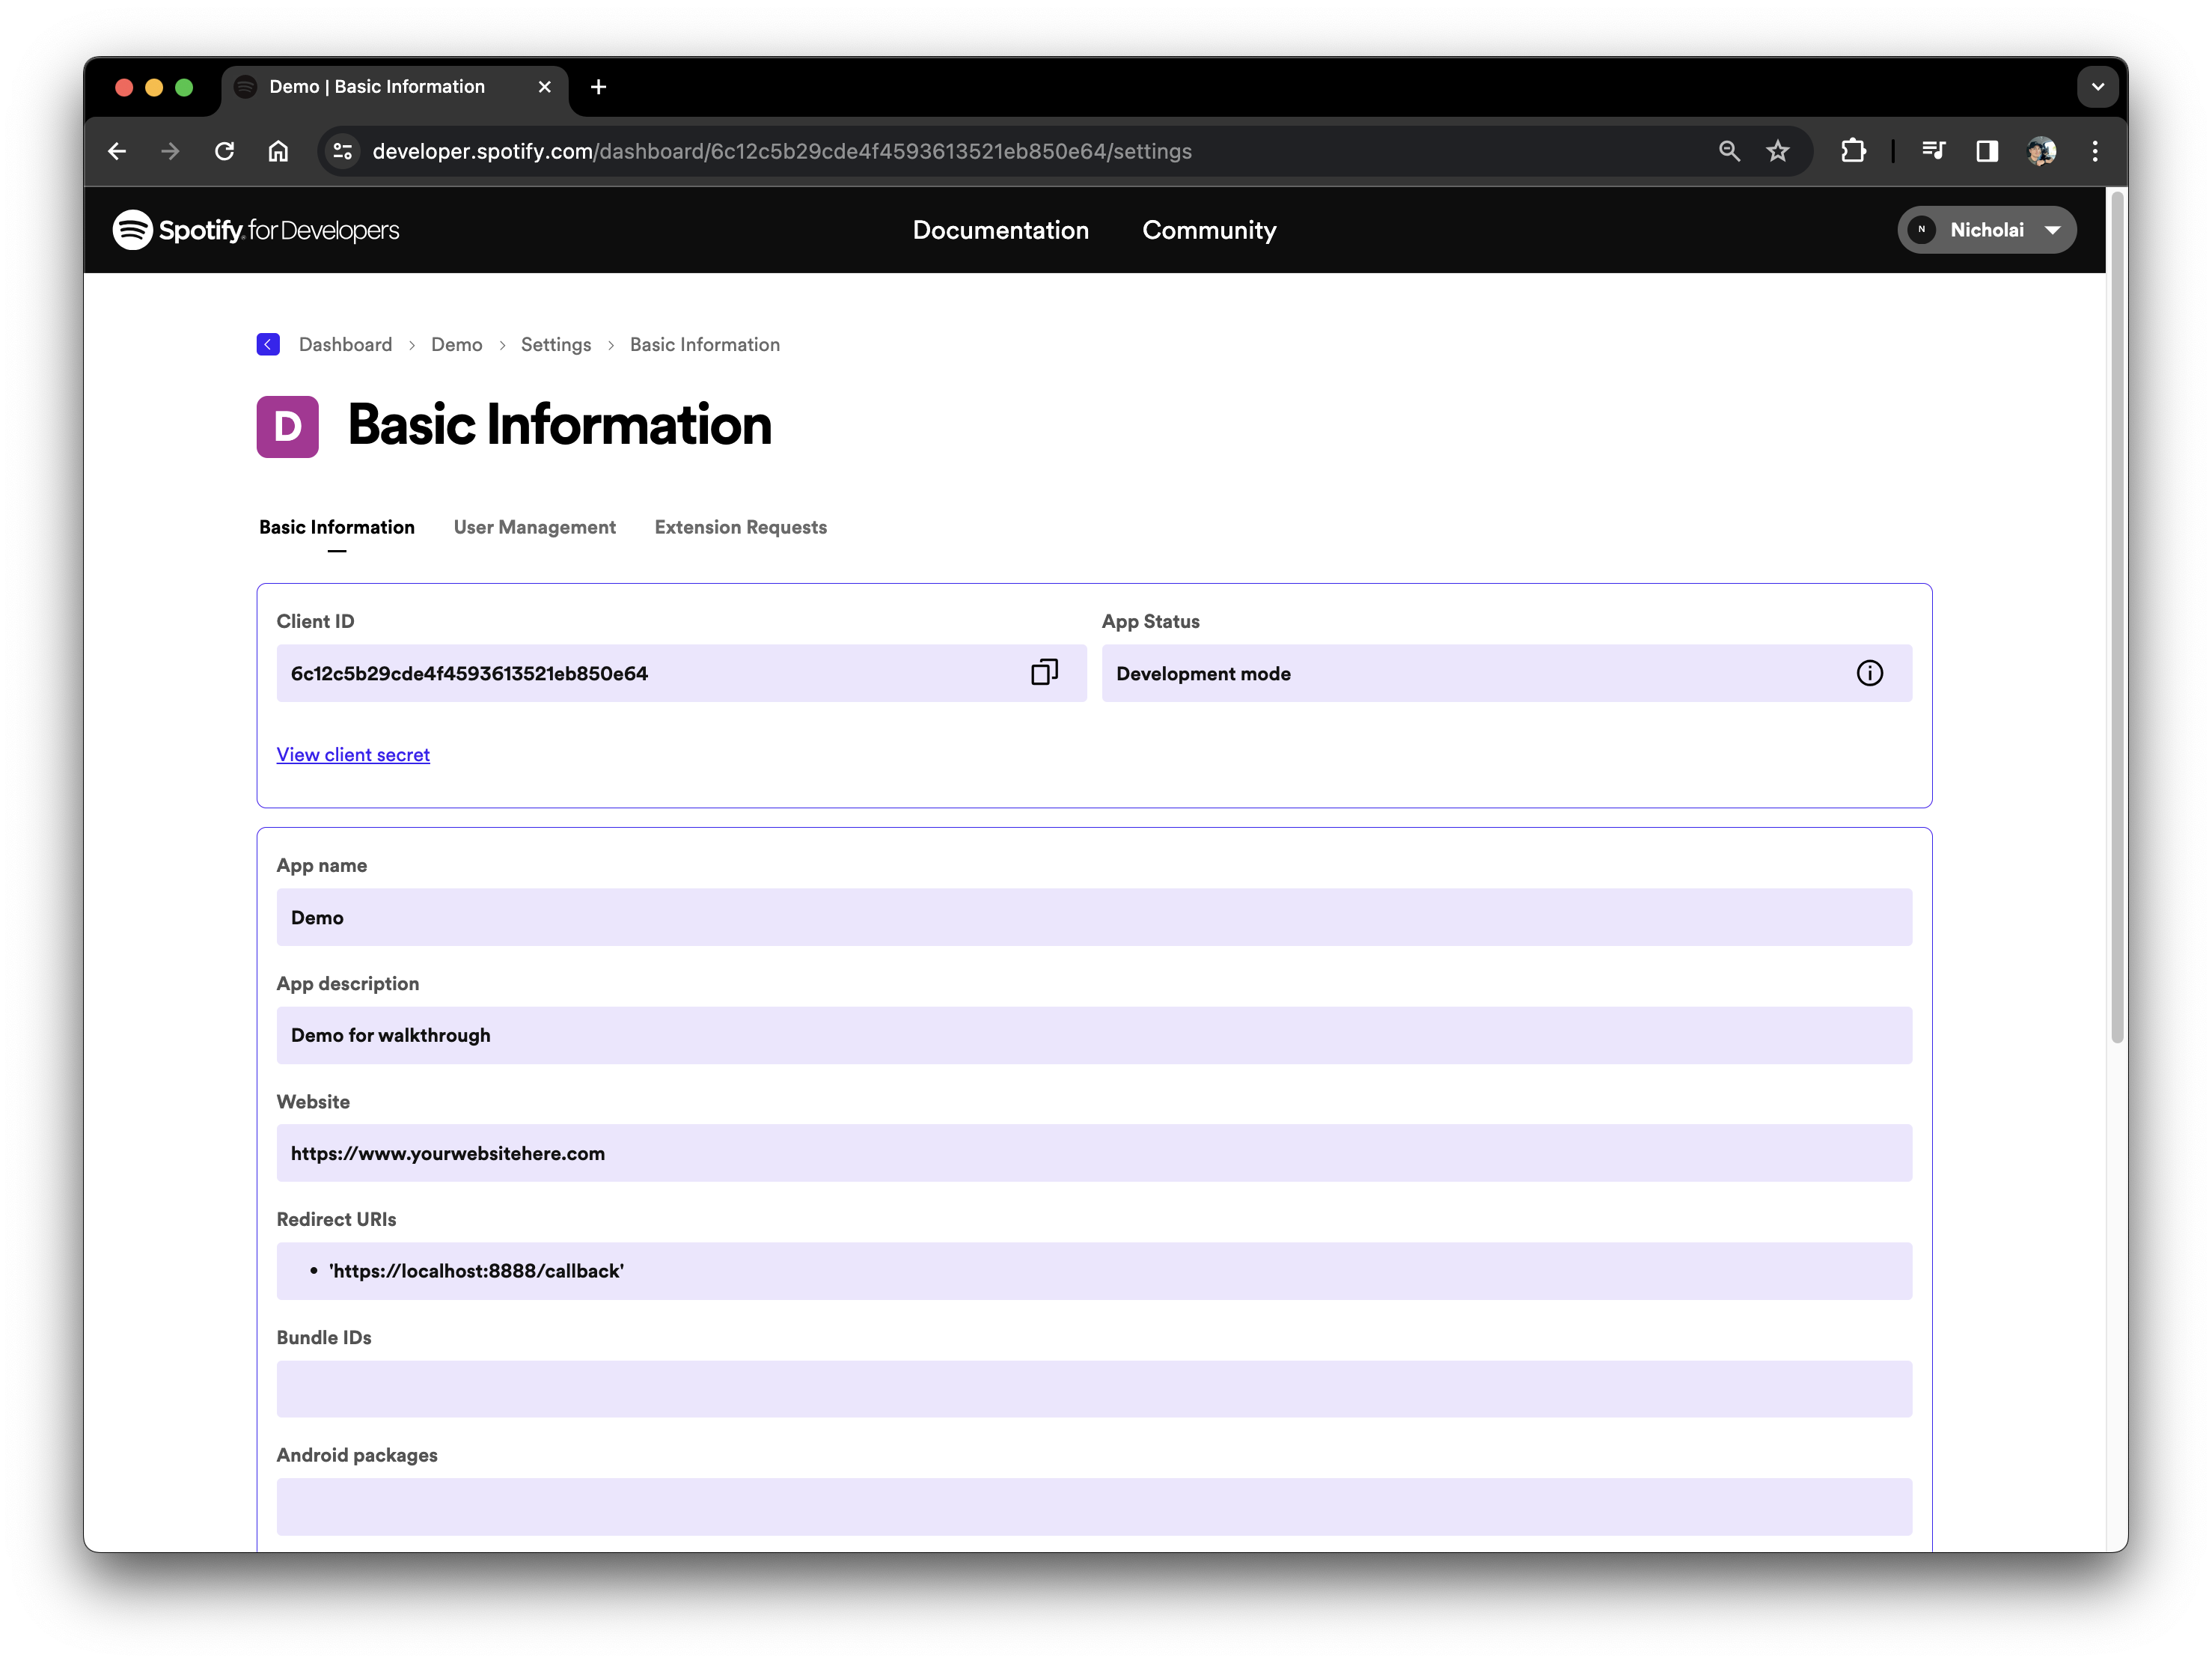 Demo | Basic Information
developer.spotify.com/dashboard/6c12c5b29cde4f4593613521eb850e64/settings
Spotify for Developers
Documentation
Community
N
Nicholai
Dashboard > Demo > Settings > Basic Information
D
Basic Information
Basic Information
User Management
Extension Requests
Client ID
App Status
6c12c5b29cde4f4593613521eb850e64
Development mode
View client secret
App name
Demo
App description
Demo for walkthrough
Website
https://www.yourwebsitehere.com
Redirect URIs
• 'https://localhost:8888/callback'
Bundle IDs
Android packages